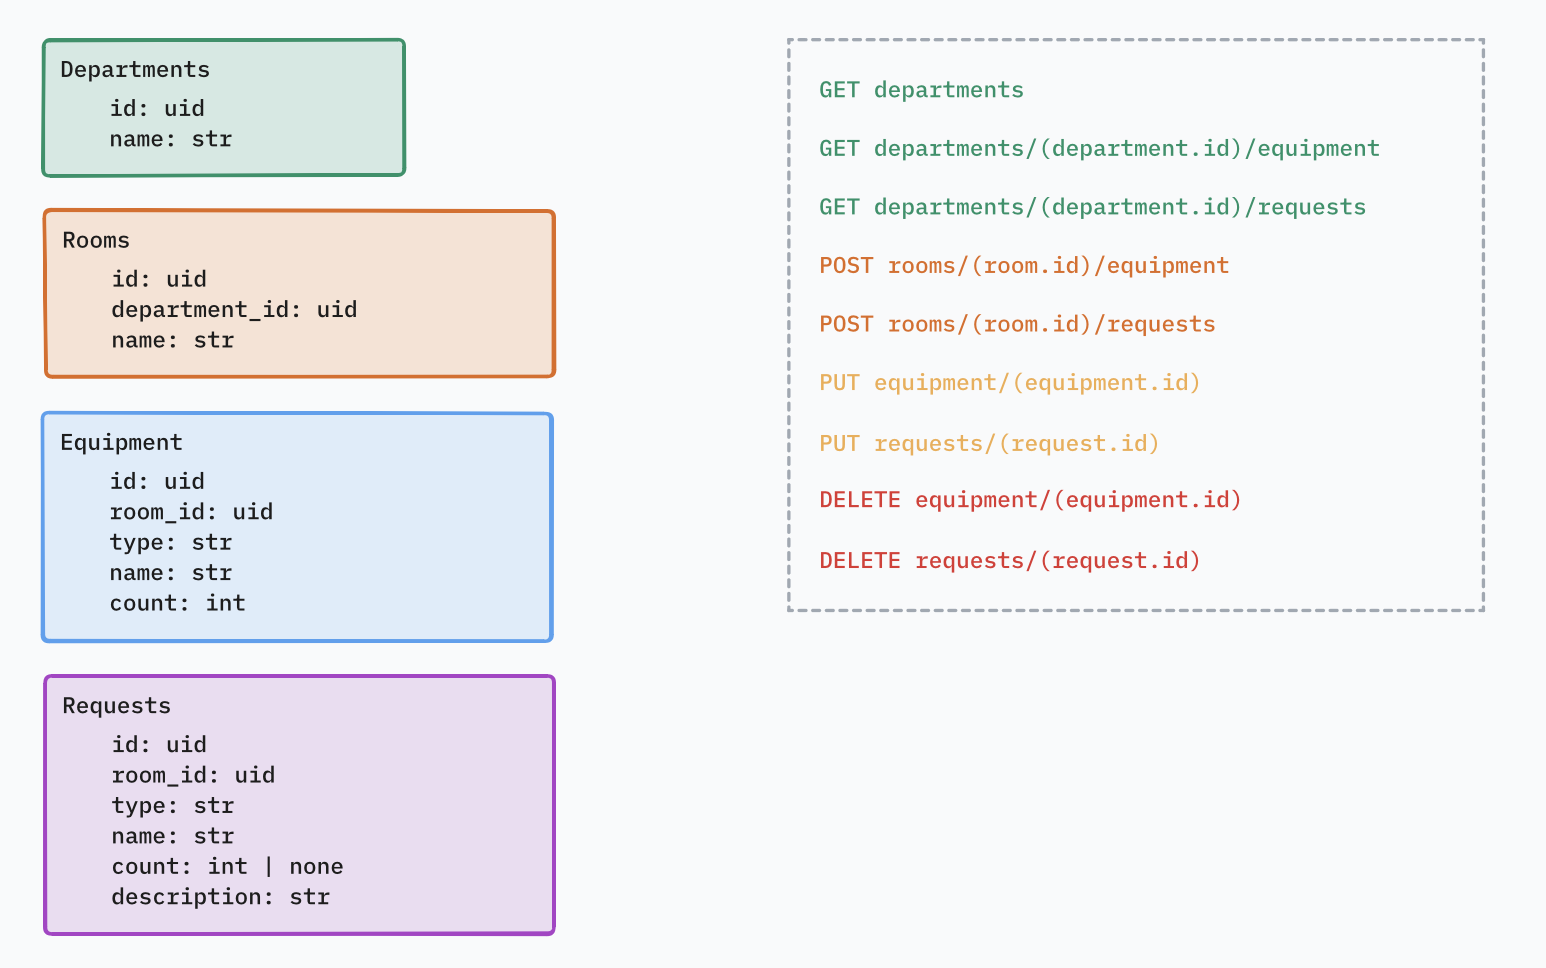 Departments
id: uid
name: str
Rooms
id: uid
department_id: uid
name: str
Equipment
id: uid
room_id: uid
type: str
name: str
count: int
Requests
id: uid
room_id: uid
type: str
name: str
count: int | none
description: str
GET departments
GET departments/(department.id)/equipment
GET departments/(department.id)/requests
POST rooms/(room.id)/equipment
POST rooms/(room.id)/requests
PUT equipment/(equipment.id)
PUT requests/(request.id)
DELETE equipment/(equipment.id)
DELETE requests/(request.id)